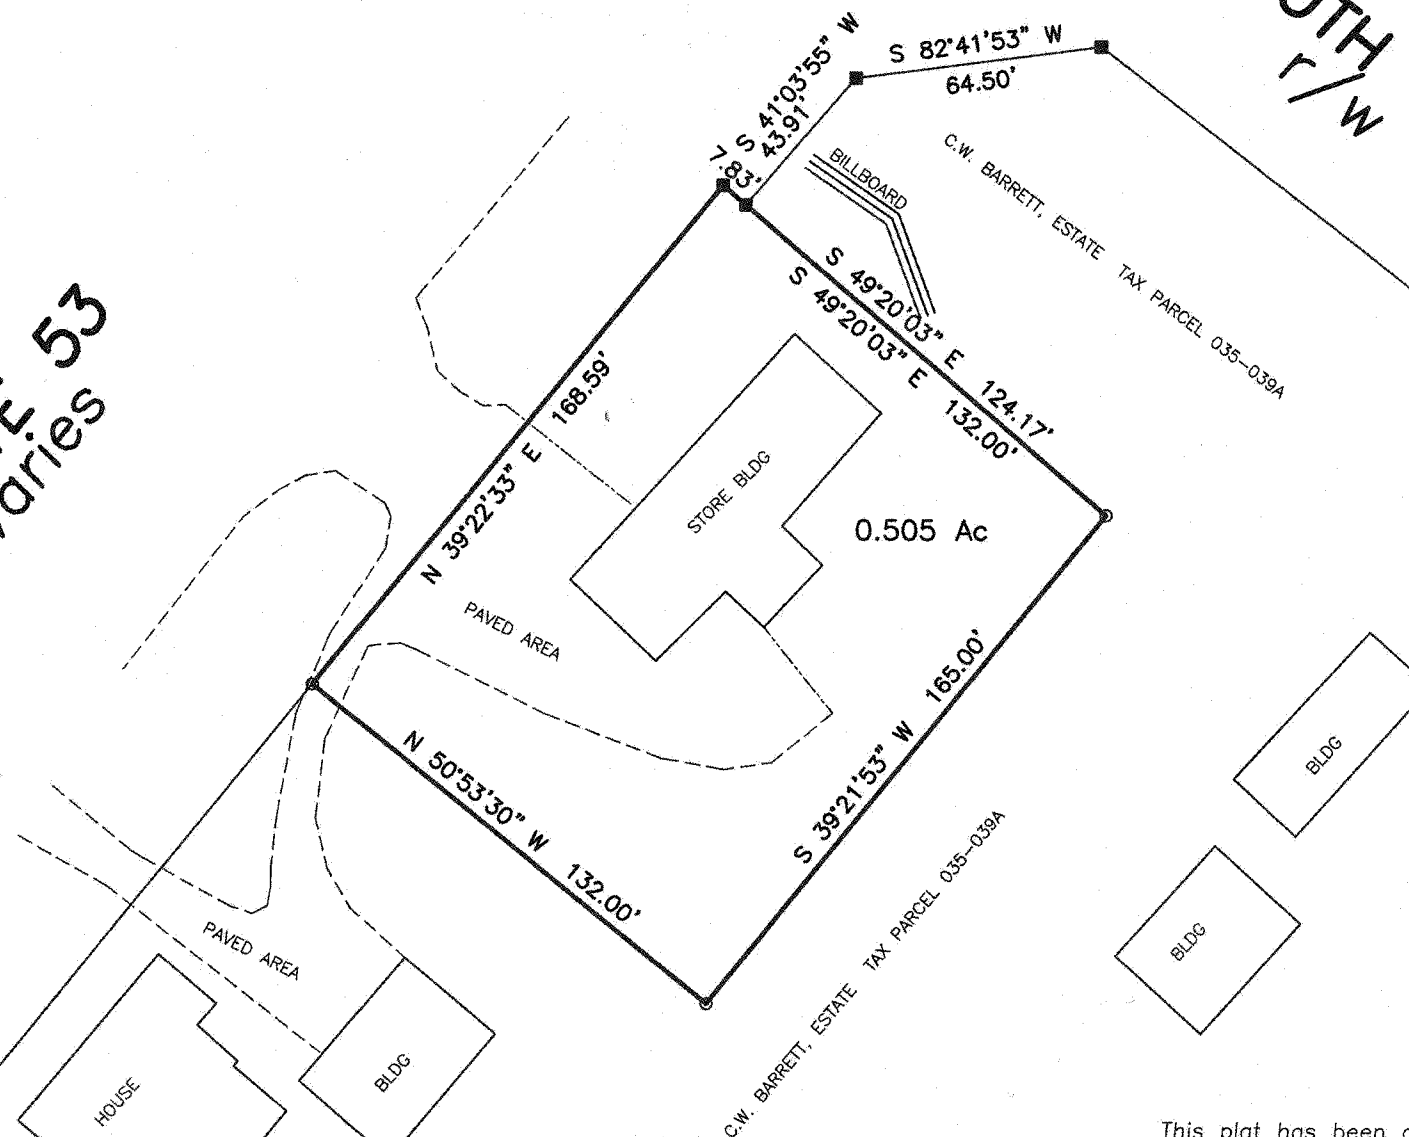 S 82°41'53" W
64.50'
S 41°03'55" W
43.91'
7.83'
r/w
BILLBOARD
C.W. BARRETT, ESTATE TAX PARCEL 035-039A
S 49°20'03" E 124.17'
S 49°20'03" E 132.00'
53
varies
N 39°22'33" E 168.59'
STORE BLDG
0.505 Ac
PAVED AREA
S 39°21'53" W 165.00'
N 50°53'30" W 132.00'
BLDG
BLDG
C.W. BARRETT, ESTATE TAX PARCEL 035-039A
PAVED AREA
HOUSE
BLDG
This plat has been